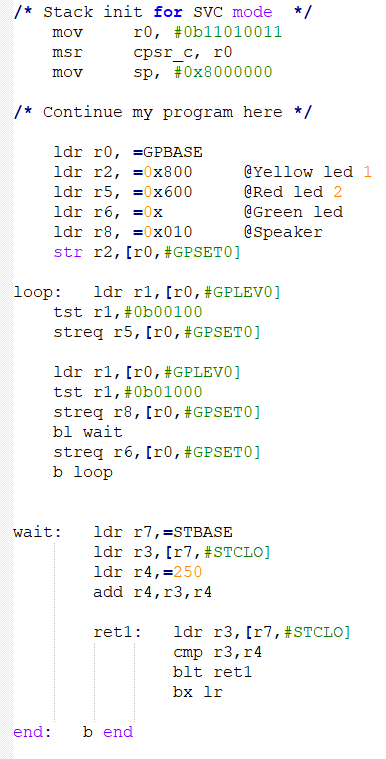 /* Stack init for SVC mode  */
    mov     r0, #0b11010011
    msr     cpsr_c, r0
    mov     sp, #0x8000000
/* Continue my program here */
    ldr r0, =GPBASE
    ldr r2, =0x800     @Yellow led 1
    ldr r5, =0x600     @Red led 2
    ldr r6, =0x        @Green led
    ldr r8, =0x010     @Speaker
    str r2,[r0,#GPSET0]
loop:   ldr r1,[r0,#GPLEV0]
    tst r1,#0b00100
    streq r5,[r0,#GPSET0]
    ldr r1,[r0,#GPLEV0]
    tst r1,#0b01000
    streq r8,[r0,#GPSET0]
    bl wait
    streq r6,[r0,#GPSET0]
    b loop
wait:   ldr r7,=STBASE
        ldr r3,[r7,#STCLO]
        ldr r4,=250
        add r4,r3,r4
        ret1:   ldr r3,[r7,#STCLO]
                cmp r3,r4
                blt ret1
                bx lr
end:   b end